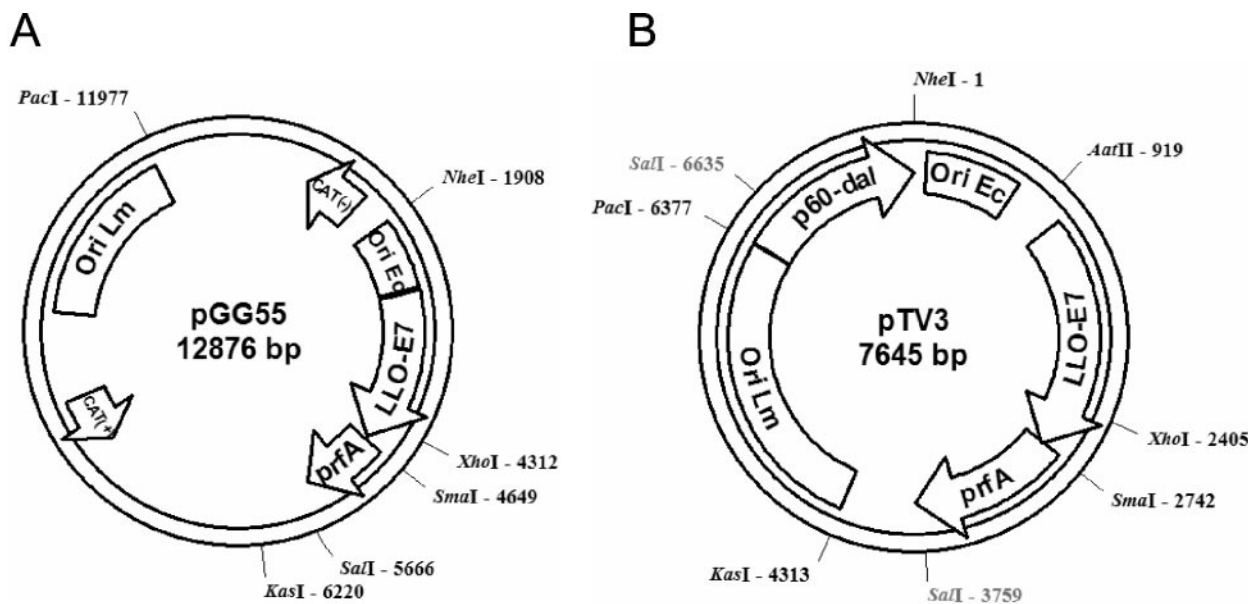 A
PacI - 11977
NheI - 1908
CAT(-)
Ori Ec
Ori Lm
pGG55
12876 bp
LLO-E7
CAT(+)
prfA
XhoI - 4312
SmaI - 4649
SalI - 5666
KasI - 6220
B
NheI - 1
AatII - 919
SalI - 6635
PacI - 6377
p60-dal
Ori Ec
pTV3
7645 bp
LLO-E7
Ori Lm
prfA
XhoI - 2405
SmaI - 2742
KasI - 4313
SalI - 3759